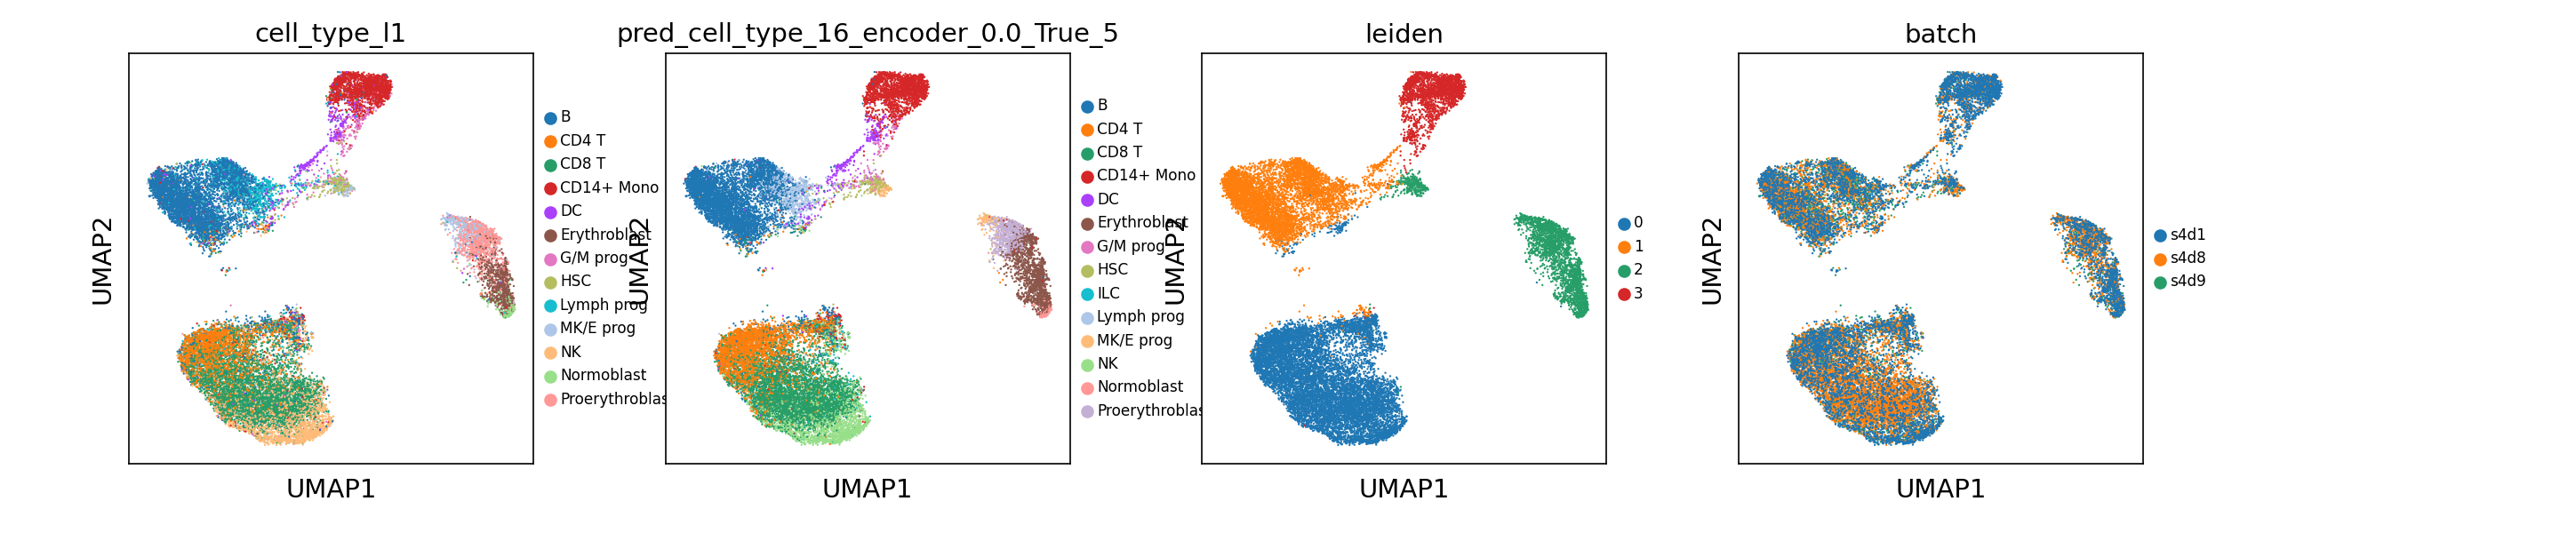 cell_type_l1
B
CD4 T
CD8 T
CD14+ Mono
DC
Erythroblast
G/M prog
HSC
Lymph prog
MK/E prog
NK
Normoblast
Proerythroblas
UMAP2
UMAP1
pred_cell_type_16_encoder_0.0_True_5
B
CD4 T
CD8 T
CD14+ Mono
DC
Erythroblast
G/M prog
HSC
ILC
Lymph prog
MK/E prog
NK
Normoblast
Proerythroblas
UMAP2
UMAP1
leiden
0
1
2
3
UMAP2
UMAP1
batch
s4d1
s4d8
s4d9
UMAP2
UMAP1